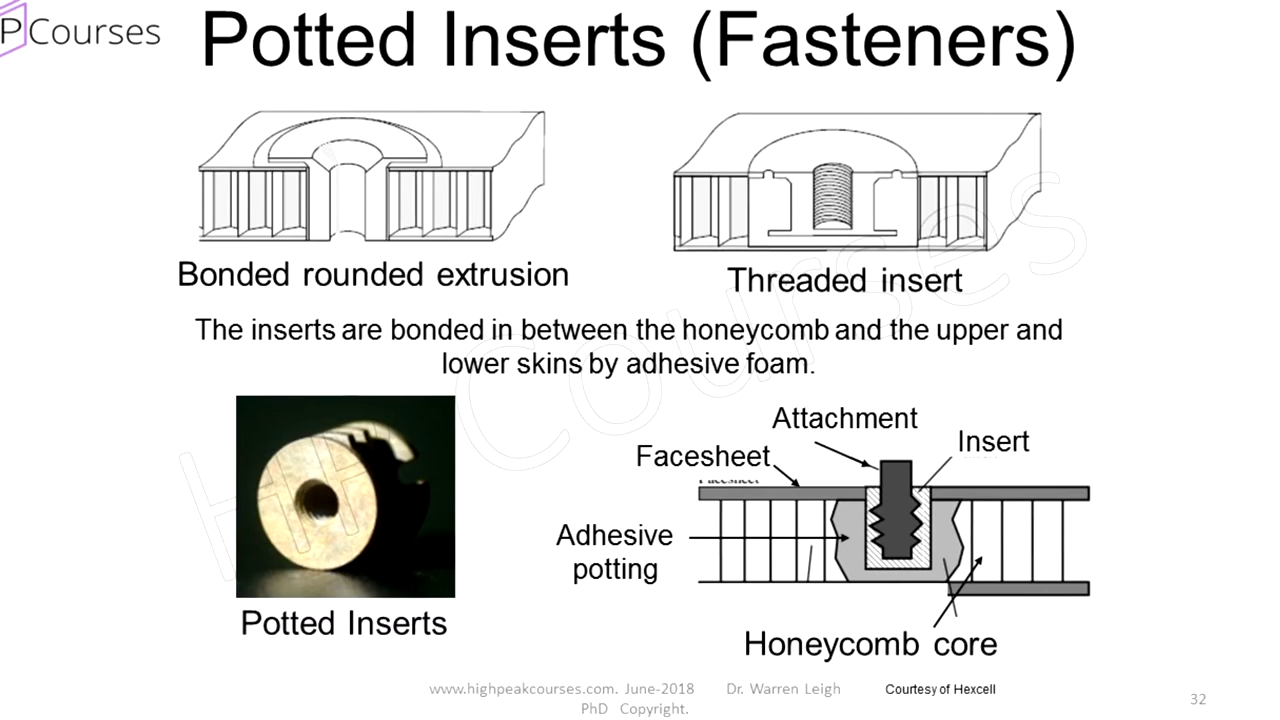 PCourses
Potted Inserts (Fasteners)
Bonded rounded extrusion
Threaded insert
The inserts are bonded in between the honeycomb and the upper and
lower skins by adhesive foam.
Attachment
Insert
Facesheet
Adhesive
potting
Potted Inserts
Honeycomb core
www.highpeakcourses.com. June-2018 Dr. Warren Leigh
PhD Copyright.
Courtesy of Hexcell
32
Courses